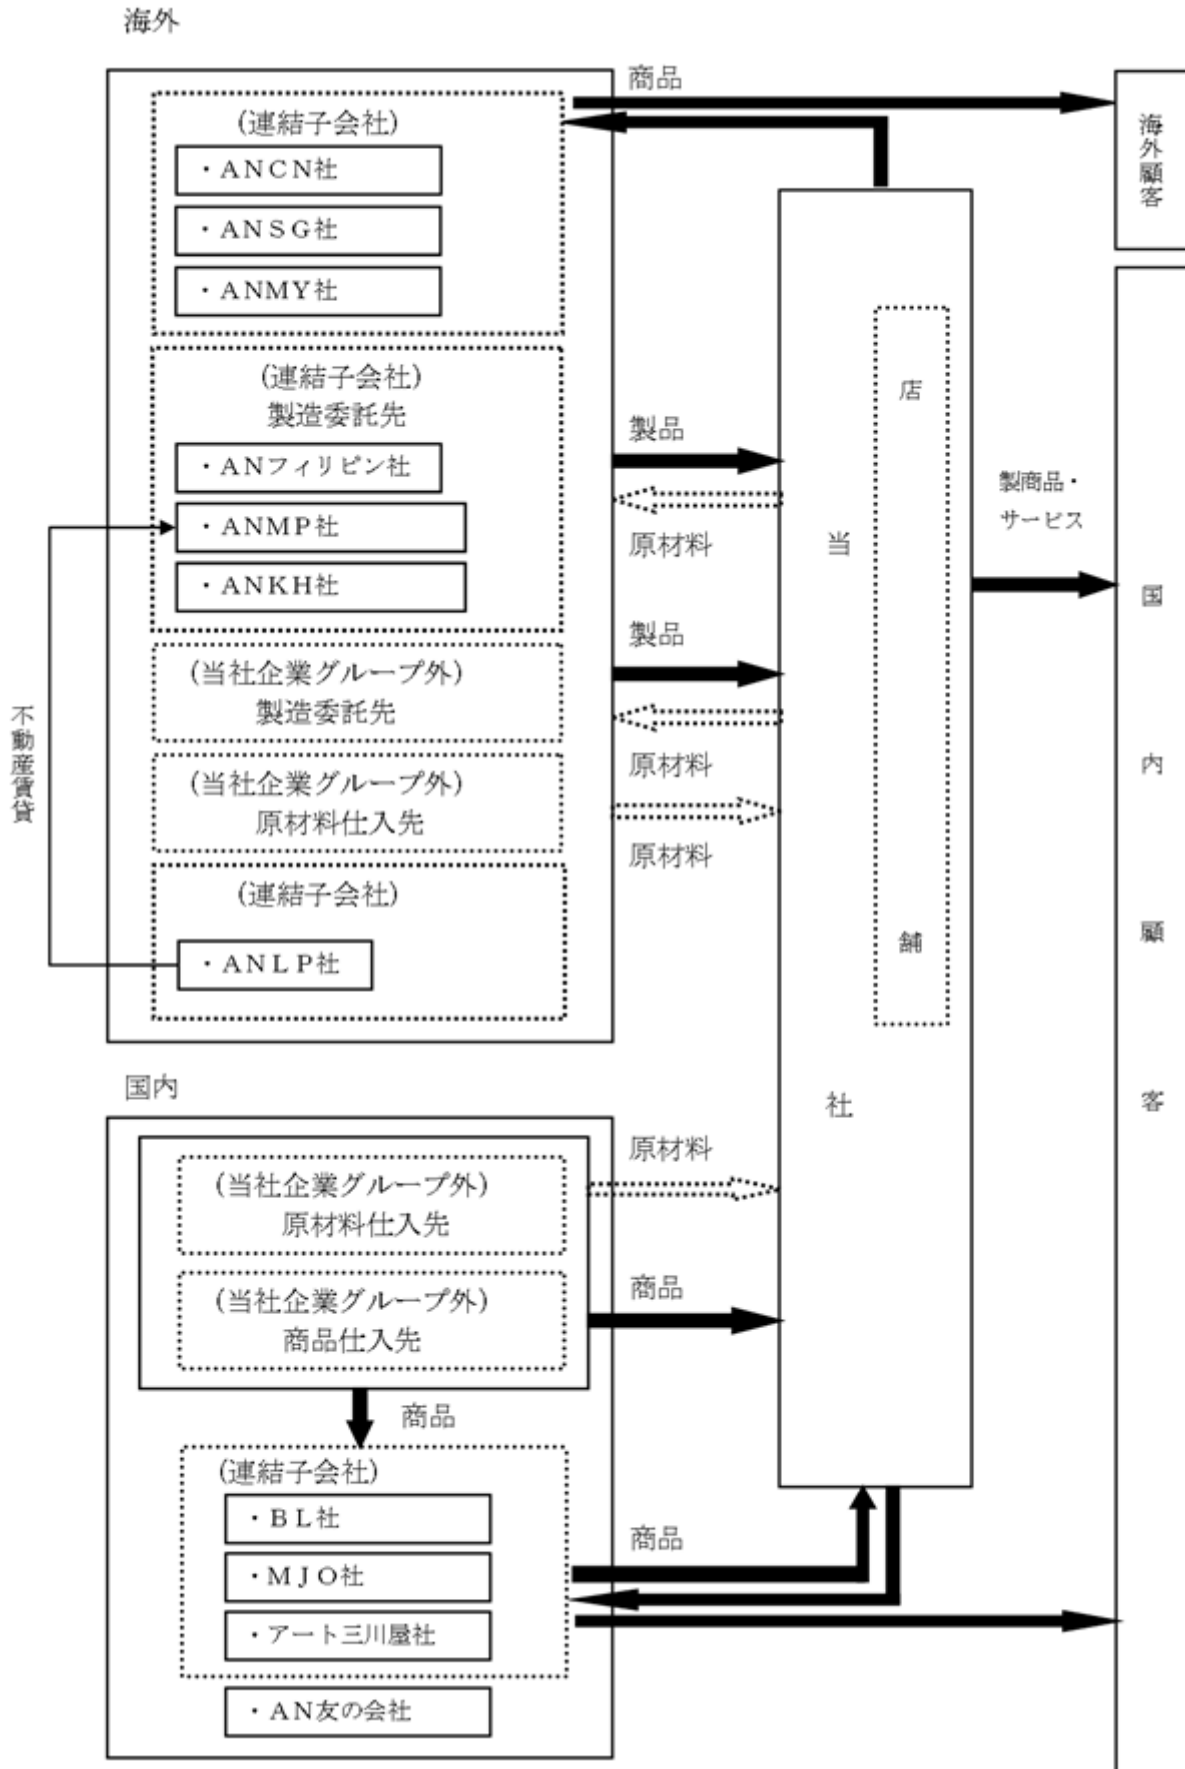 海外
商品
(連結子会社)
・ANCN社
・ANSG社
・ANMY社
海外顧客
(連結子会社)
製造委託先
・ANフィリピン社
・ANMP社
・ANKH社
製品
原材料
(当社企業グループ外)
製造委託先
製品
原材料
(当社企業グループ外)
原材料仕入先
原材料
(連結子会社)
・ANLP社
不動産賃貸
当社
店舗
製商品・
サービス
国内顧客
国内
(当社企業グループ外)
原材料仕入先
原材料
(当社企業グループ外)
商品仕入先
商品
商品
(連結子会社)
・BL社
・MJO社
・アート三川屋社
商品
・AN友の会社